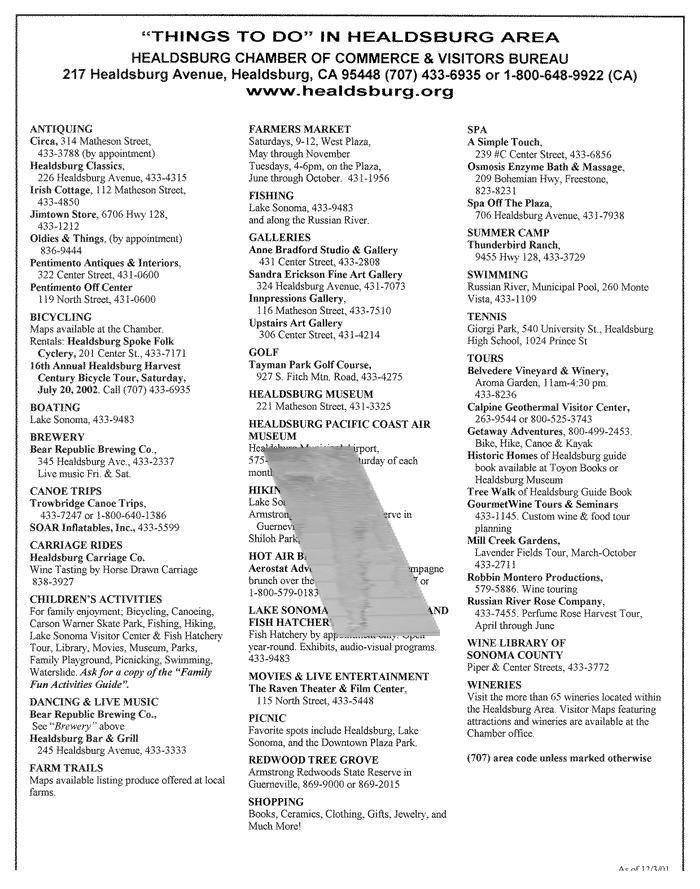 “THINGS TO DO” IN HEALDSBURG AREA
HEALDSBURG CHAMBER OF COMMERCE & VISITORS BUREAU
217 Healdsburg Avenue, Healdsburg, CA 95448 (707) 433-6935 or 1-800-648-9922 (CA)
www.healdsburg.org
ANTIQUING
Circa, 314 Matheson Street,
433-3788 (by appointment)
Healdsburg Classics,
226 Healdsburg Avenue, 433-4315
Irish Cottage, 112 Matheson Street,
433-4850
Jimtown Store, 6706 Hwy 128,
433-1212
Oldies & Things, (by appointment)
836-9444
Pentimento Antiques & Interiors,
322 Center Street, 431-0600
Pentimento Off Center
119 North Street, 431-0600
BICYCLING
Maps available at the Chamber.
Rentals: Healdsburg Spoke Folk
Cyclery, 201 Center St., 433-7171
16th Annual Healdsburg Harvest
Century Bicycle Tour, Saturday,
July 20, 2002. Call (707) 433-6935
BOATING
Lake Sonoma, 433-9483
BREWERY
Bear Republic Brewing Co.,
345 Healdsburg Ave., 433-2337
Live music Fri. & Sat.
CANOE TRIPS
Trowbridge Canoe Trips,
433-7247 or 1-800-640-1386
SOAR Inflatables, Inc., 433-5599
CARRIAGE RIDES
Healdsburg Carriage Co.
Wine Tasting by Horse Drawn Carriage
838-3927
CHILDREN'S ACTIVITIES
For family enjoyment; Bicycling, Canoeing,
Carson Warner Skate Park, Fishing, Hiking,
Lake Sonoma Visitor Center & Fish Hatchery
Tour, Library, Movies, Museum, Parks,
Family Playground, Picnicking, Swimming,
Waterslide. Ask for a copy of the “Family
Fun Activities Guide”.
DANCING & LIVE MUSIC
Bear Republic Brewing Co.,
See “Brewery” above
Healdsburg Bar & Grill
245 Healdsburg Avenue, 433-3333
FARM TRAILS
Maps available listing produce offered at local
farms.
FARMERS MARKET
Saturdays, 9-12, West Plaza,
May through November
Tuesdays, 4-6pm, on the Plaza,
June through October. 431-1956
FISHING
Lake Sonoma, 433-9483
and along the Russian River.
GALLERIES
Anne Bradford Studio & Gallery
431 Center Street, 433-2808
Sandra Erickson Fine Art Gallery
324 Healdsburg Avenue, 431-7073
Innpressions Gallery,
116 Matheson Street, 433-7510
Upstairs Art Gallery
306 Center Street, 431-4214
GOLF
Tayman Park Golf Course,
927 S. Fitch Mtn. Road, 433-4275
HEALDSBURG MUSEUM
221 Matheson Street, 431-3325
HEALDSBURG PACIFIC COAST AIR
MUSEUM
Healdsburg Municipal Airport,
575- of each
HIKIN
Lake
Armstrong in
Guerneville
Shiloh Park,
HOT AIR
Aerostat
brunch over the or
1-800-579-0183
LAKE SONOMA AND
FISH HATCHERY
Fish Hatchery by appointment only. Open
year-round. Exhibits, audio-visual programs.
433-9483
MOVIES & LIVE ENTERTAINMENT
The Raven Theater & Film Center,
115 North Street, 433-5448
PICNIC
Favorite spots include Healdsburg, Lake
Sonoma, and the Downtown Plaza Park.
REDWOOD TREE GROVE
Armstrong Redwoods State Reserve in
Guerneville, 869-9000 or 869-2015
SHOPPING
Books, Ceramics, Clothing, Gifts, Jewelry, and
Much More!
SPA
A Simple Touch,
239 #C Center Street, 433-6856
Osmosis Enzyme Bath & Massage,
209 Bohemian Hwy, Freestone,
823-8231
Spa Off The Plaza,
706 Healdsburg Avenue, 431-7938
SUMMER CAMP
Thunderbird Ranch,
9455 Hwy 128, 433-3729
SWIMMING
Russian River, Municipal Pool, 260 Monte
Vista, 433-1109
TENNIS
Giorgi Park, 540 University St., Healdsburg
High School, 1024 Prince St
TOURS
Belvedere Vineyard & Winery,
Aroma Garden, 11am-4:30 pm.
433-8236
Calpine Geothermal Visitor Center,
263-9544 or 800-525-3743
Getaway Adventures, 800-499-2453.
Bike, Hike, Canoe & Kayak
Historic Homes of Healdsburg guide
book available at Toyon Books or
Healdsburg Museum
Tree Walk of Healdsburg Guide Book
GourmetWine Tours & Seminars
433-1145. Custom wine & food tour
planning
Mill Creek Gardens,
Lavender Fields Tour, March-October
433-2711
Robbin Montero Productions,
579-5886. Wine touring
Russian River Rose Company,
433-7455. Perfume Rose Harvest Tour,
April through June
WINE LIBRARY OF
SONOMA COUNTY
Piper & Center Streets, 433-3772
WINERIES
Visit the more than 65 wineries located within
the Healdsburg Area. Visitor Maps featuring
attractions and wineries are available at the
Chamber office.
(707) area code unless marked otherwise
As of 12/3/01